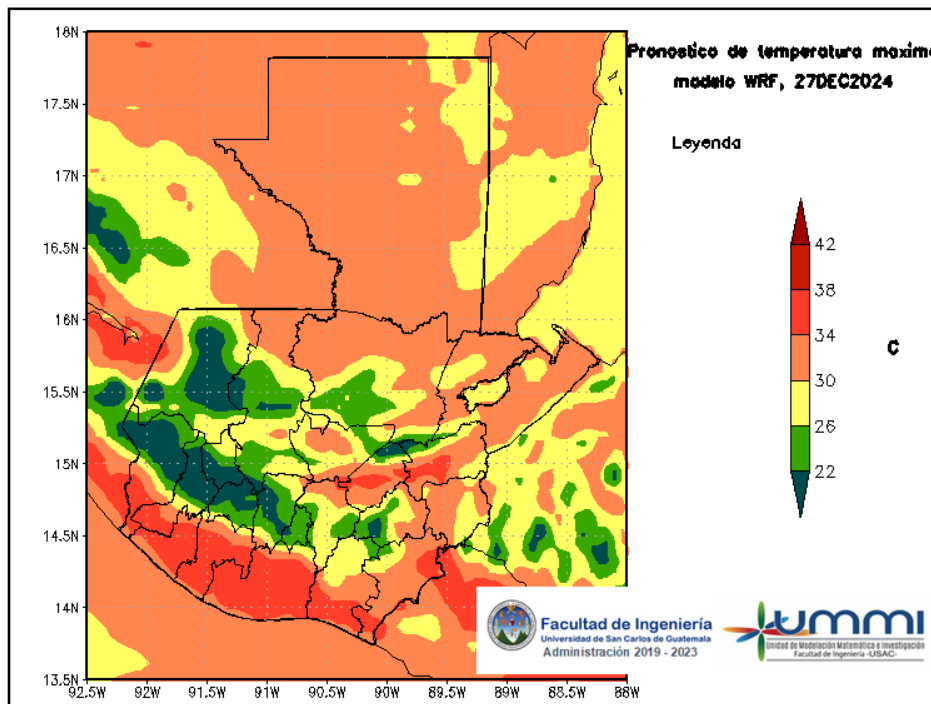 Pronostico de temperatura maxima
modelo WRF, 27DEC2024
Leyenda
42
38
34
30
26
22
C
18N
17.5N
17N
16.5N
16N
15.5N
15N
14.5N
14N
13.5N
92.5W
92W
91.5W
91W
90.5W
90W
89.5W
89W
88.5W
88W
Facultad de Ingeniería
Universidad de San Carlos de Guatemala
Administración 2019 - 2023
UMMI
Unidad de Modelación Matemática e Investigación
Facultad de Ingeniería -USAC-